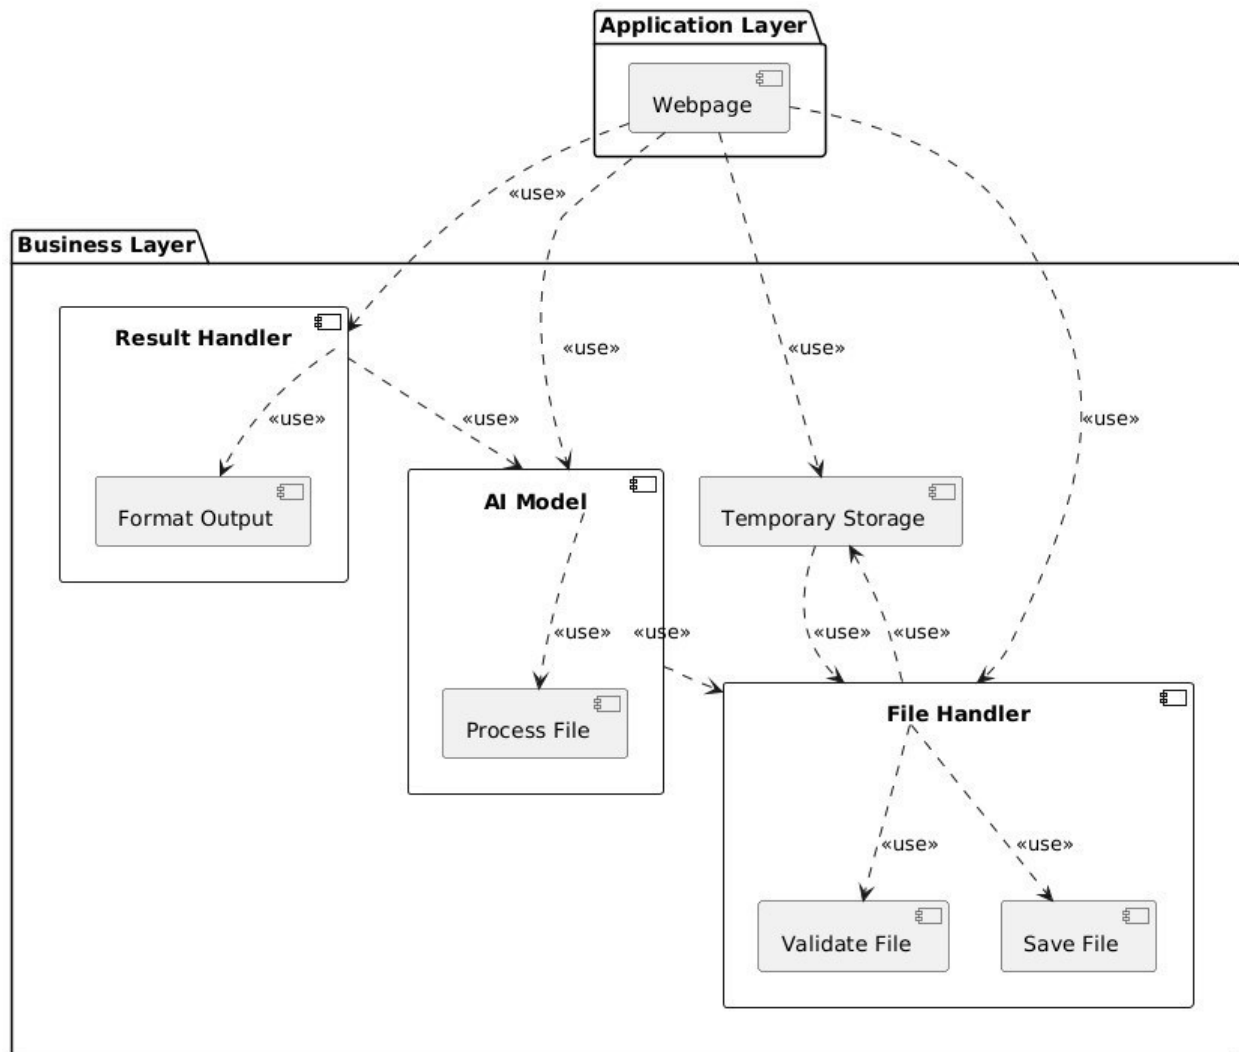 Application Layer
Webpage
«use»
Business Layer
Result Handler
«use»
«use»
«use»
«use»
«use»
AI Model
Format Output
Temporary Storage
«use»
«use»
«use»
«use»
Process File
File Handler
«use»
«use»
Validate File
Save File